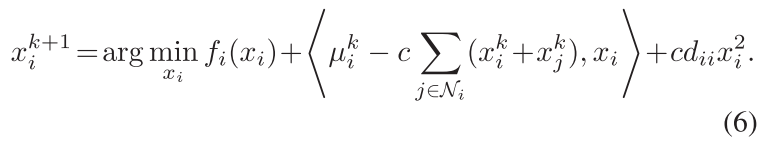 x_i^{k+1} = arg min_{x_i} f_i(x_i) + ⟨ μ_i^k − c ∑_{j∈𝒩_i} (x_i^k + x_j^k), x_i ⟩ + c d_{ii} x_i^2.
(6)